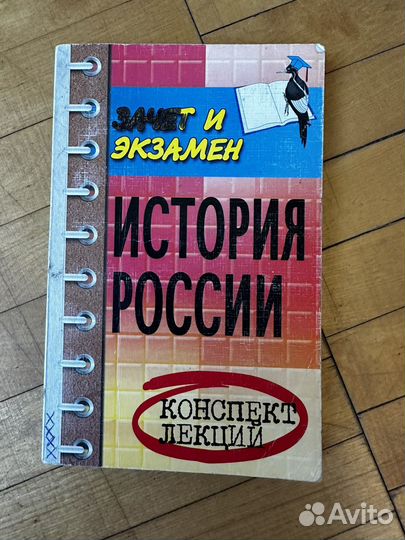 ЗАЧЕТ И
ЭКЗАМЕН
ИСТОРИЯ
РОССИИ
КОНСПЕКТ
ЛЕКЦИЙ
Avito